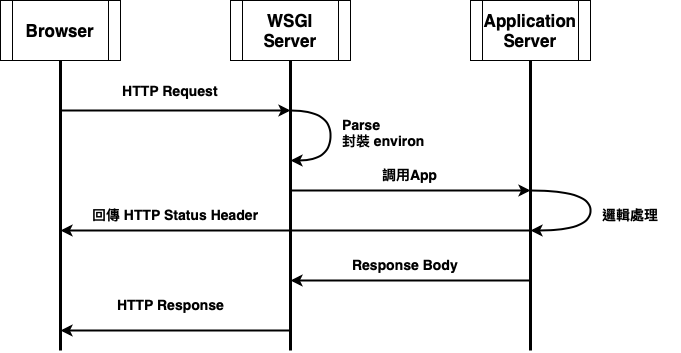 Browser
WSGI
Server
Application
Server
HTTP Request
Parse
封裝 environ
調用App
回傳 HTTP Status Header
邏輯處理
Response Body
HTTP Response